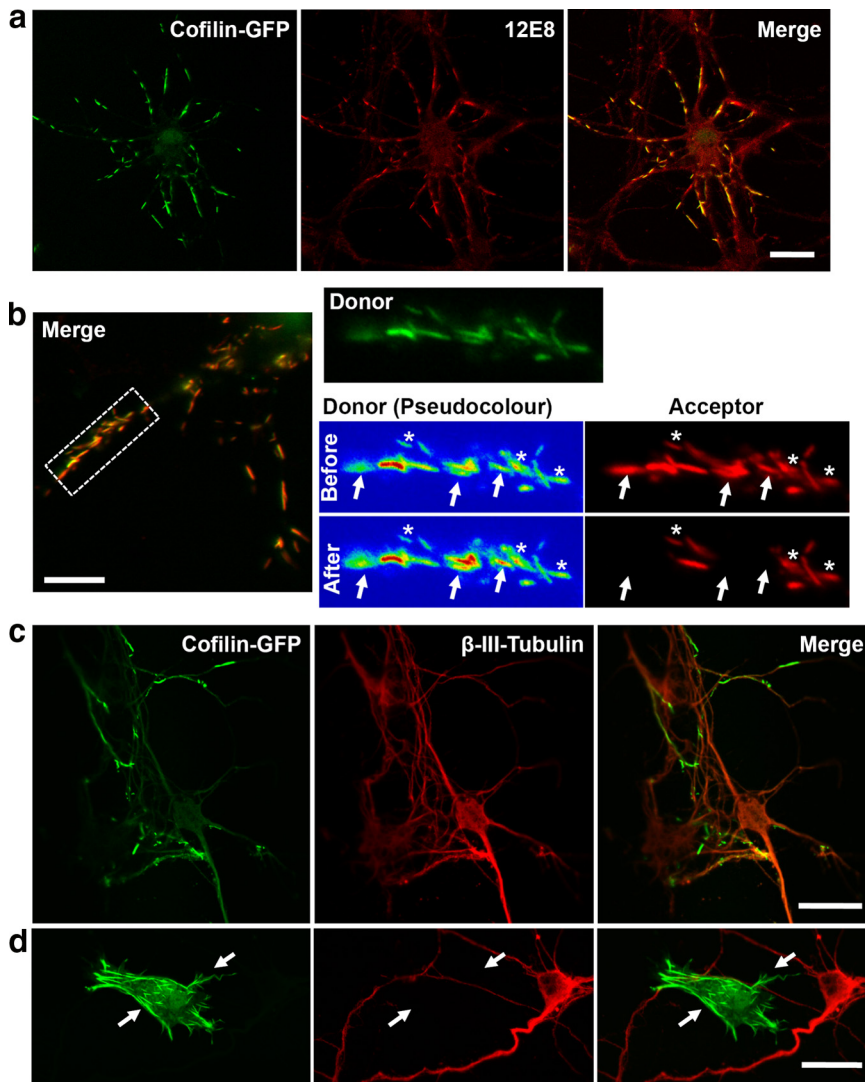 a
Cofilin-GFP
12E8
Merge
b
Merge
Donor
Donor (Pseudocolour)
Acceptor
Before
*
*
*
*
*
*
After
*
*
*
*
*
*
c
Cofilin-GFP
β-III-Tubulin
Merge
d